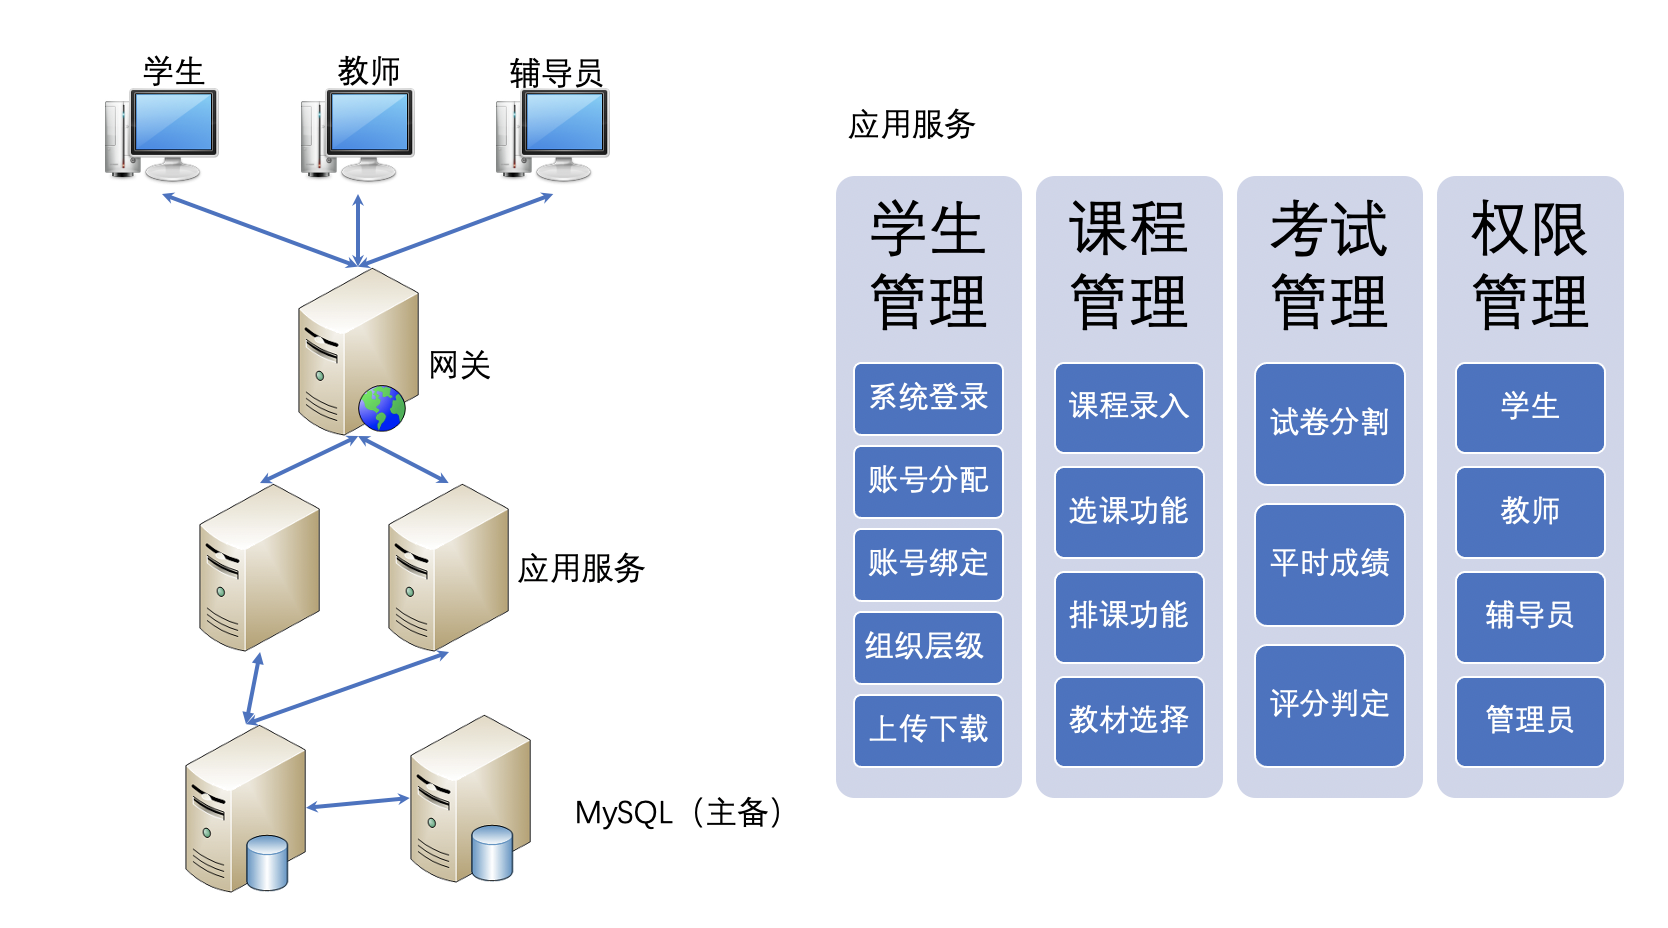 学生
教师
辅导员
网关
应用服务
MySQL（主备）
应用服务
学生
管理
系统登录
账号分配
账号绑定
组织层级
上传下载
课程
管理
课程录入
选课功能
排课功能
教材选择
考试
管理
试卷分割
平时成绩
评分判定
权限
管理
学生
教师
辅导员
管理员